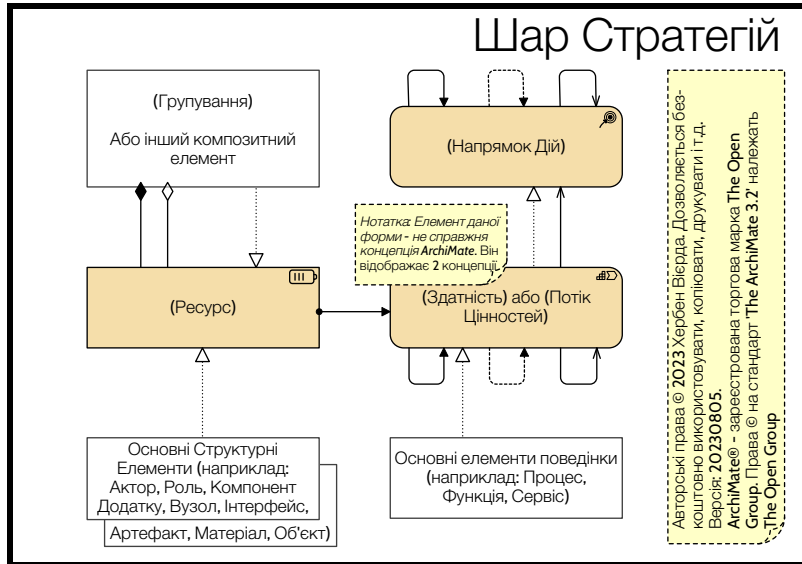 Шар Стратегій
(Групування)
Або інший композитний
елемент
(Напрямок Дій)
Нотатка: Елемент даної
форми - не справжня
концепція ArchiMate. Він
відображає 2 концепції.
(Ресурс)
(Здатність) або (Потік
Цінностей)
Основні Структурні
Елементи (наприклад:
Актор, Роль, Компонент
Додатку, Вузол, Інтерфейс,
Артефакт, Матеріал, Об'єкт)
Основні елементи поведінки
(наприклад: Процес,
Функція, Сервіс)
Авторські права © 2023 Хербен Вієрда. Дозволяється без-
коштовно використовувати, копіювати, друкувати і т.д.
Версія: 20230805.
ArchiMate® - зареєстрована торгова марка The Open
Group. Права © на стандарт 'The ArchiMate 3.2' належать
The Open Group